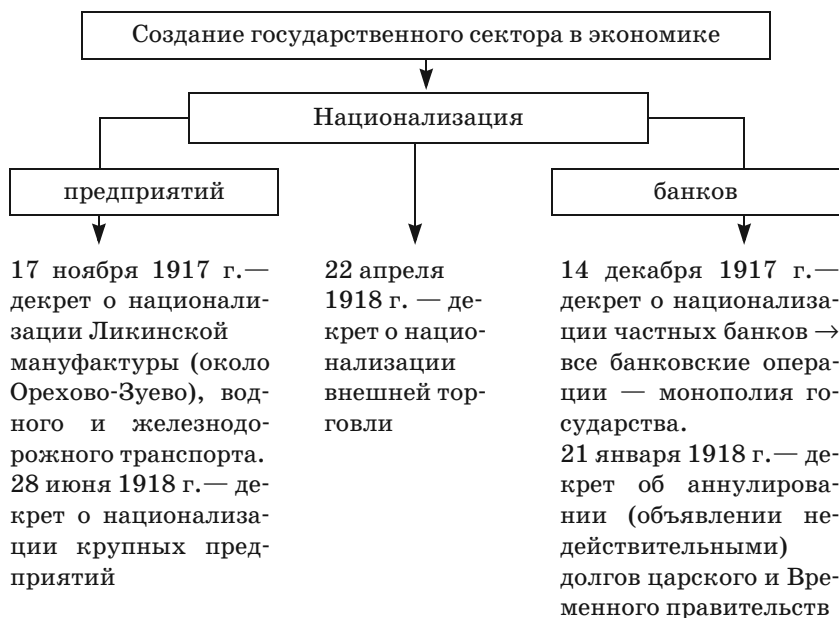 Создание государственного сектора в экономике
Национализация
предприятий
банков
17 ноября 1917 г.—
декрет о национали-
зации Ликинской
мануфактуры (около
Орехово-Зуево), вод-
ного и железнодо-
рожного транспорта.
28 июня 1918 г.— де-
крет о национализа-
ции крупных пред-
приятий
22 апреля
1918 г. — де-
крет о нацио-
нализации
внешней тор-
говли
14 декабря 1917 г.—
декрет о национализа-
ции частных банков →
все банковские опера-
ции — монополия го-
сударства.
21 января 1918 г.— де-
крет об аннулирова-
нии (объявлении не-
действительными)
долгов царского и Вре-
менного правительств